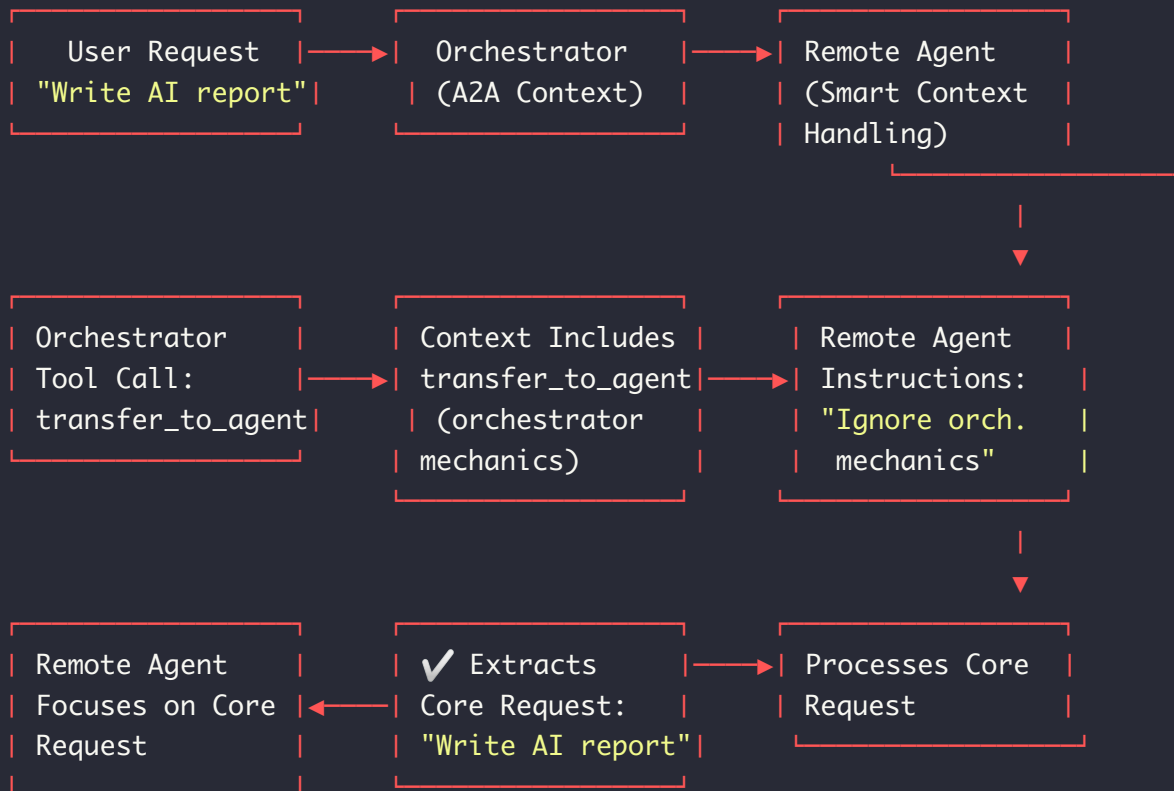 User Request
"Write AI report"
Orchestrator
(A2A Context)
Remote Agent
(Smart Context
Handling)
Orchestrator
Tool Call:
transfer_to_agent
Context Includes
transfer_to_agent
(orchestrator
mechanics)
Remote Agent
Instructions:
"Ignore orch.
mechanics"
Remote Agent
Focuses on Core
Request
✔ Extracts
Core Request:
"Write AI report"
Processes Core
Request